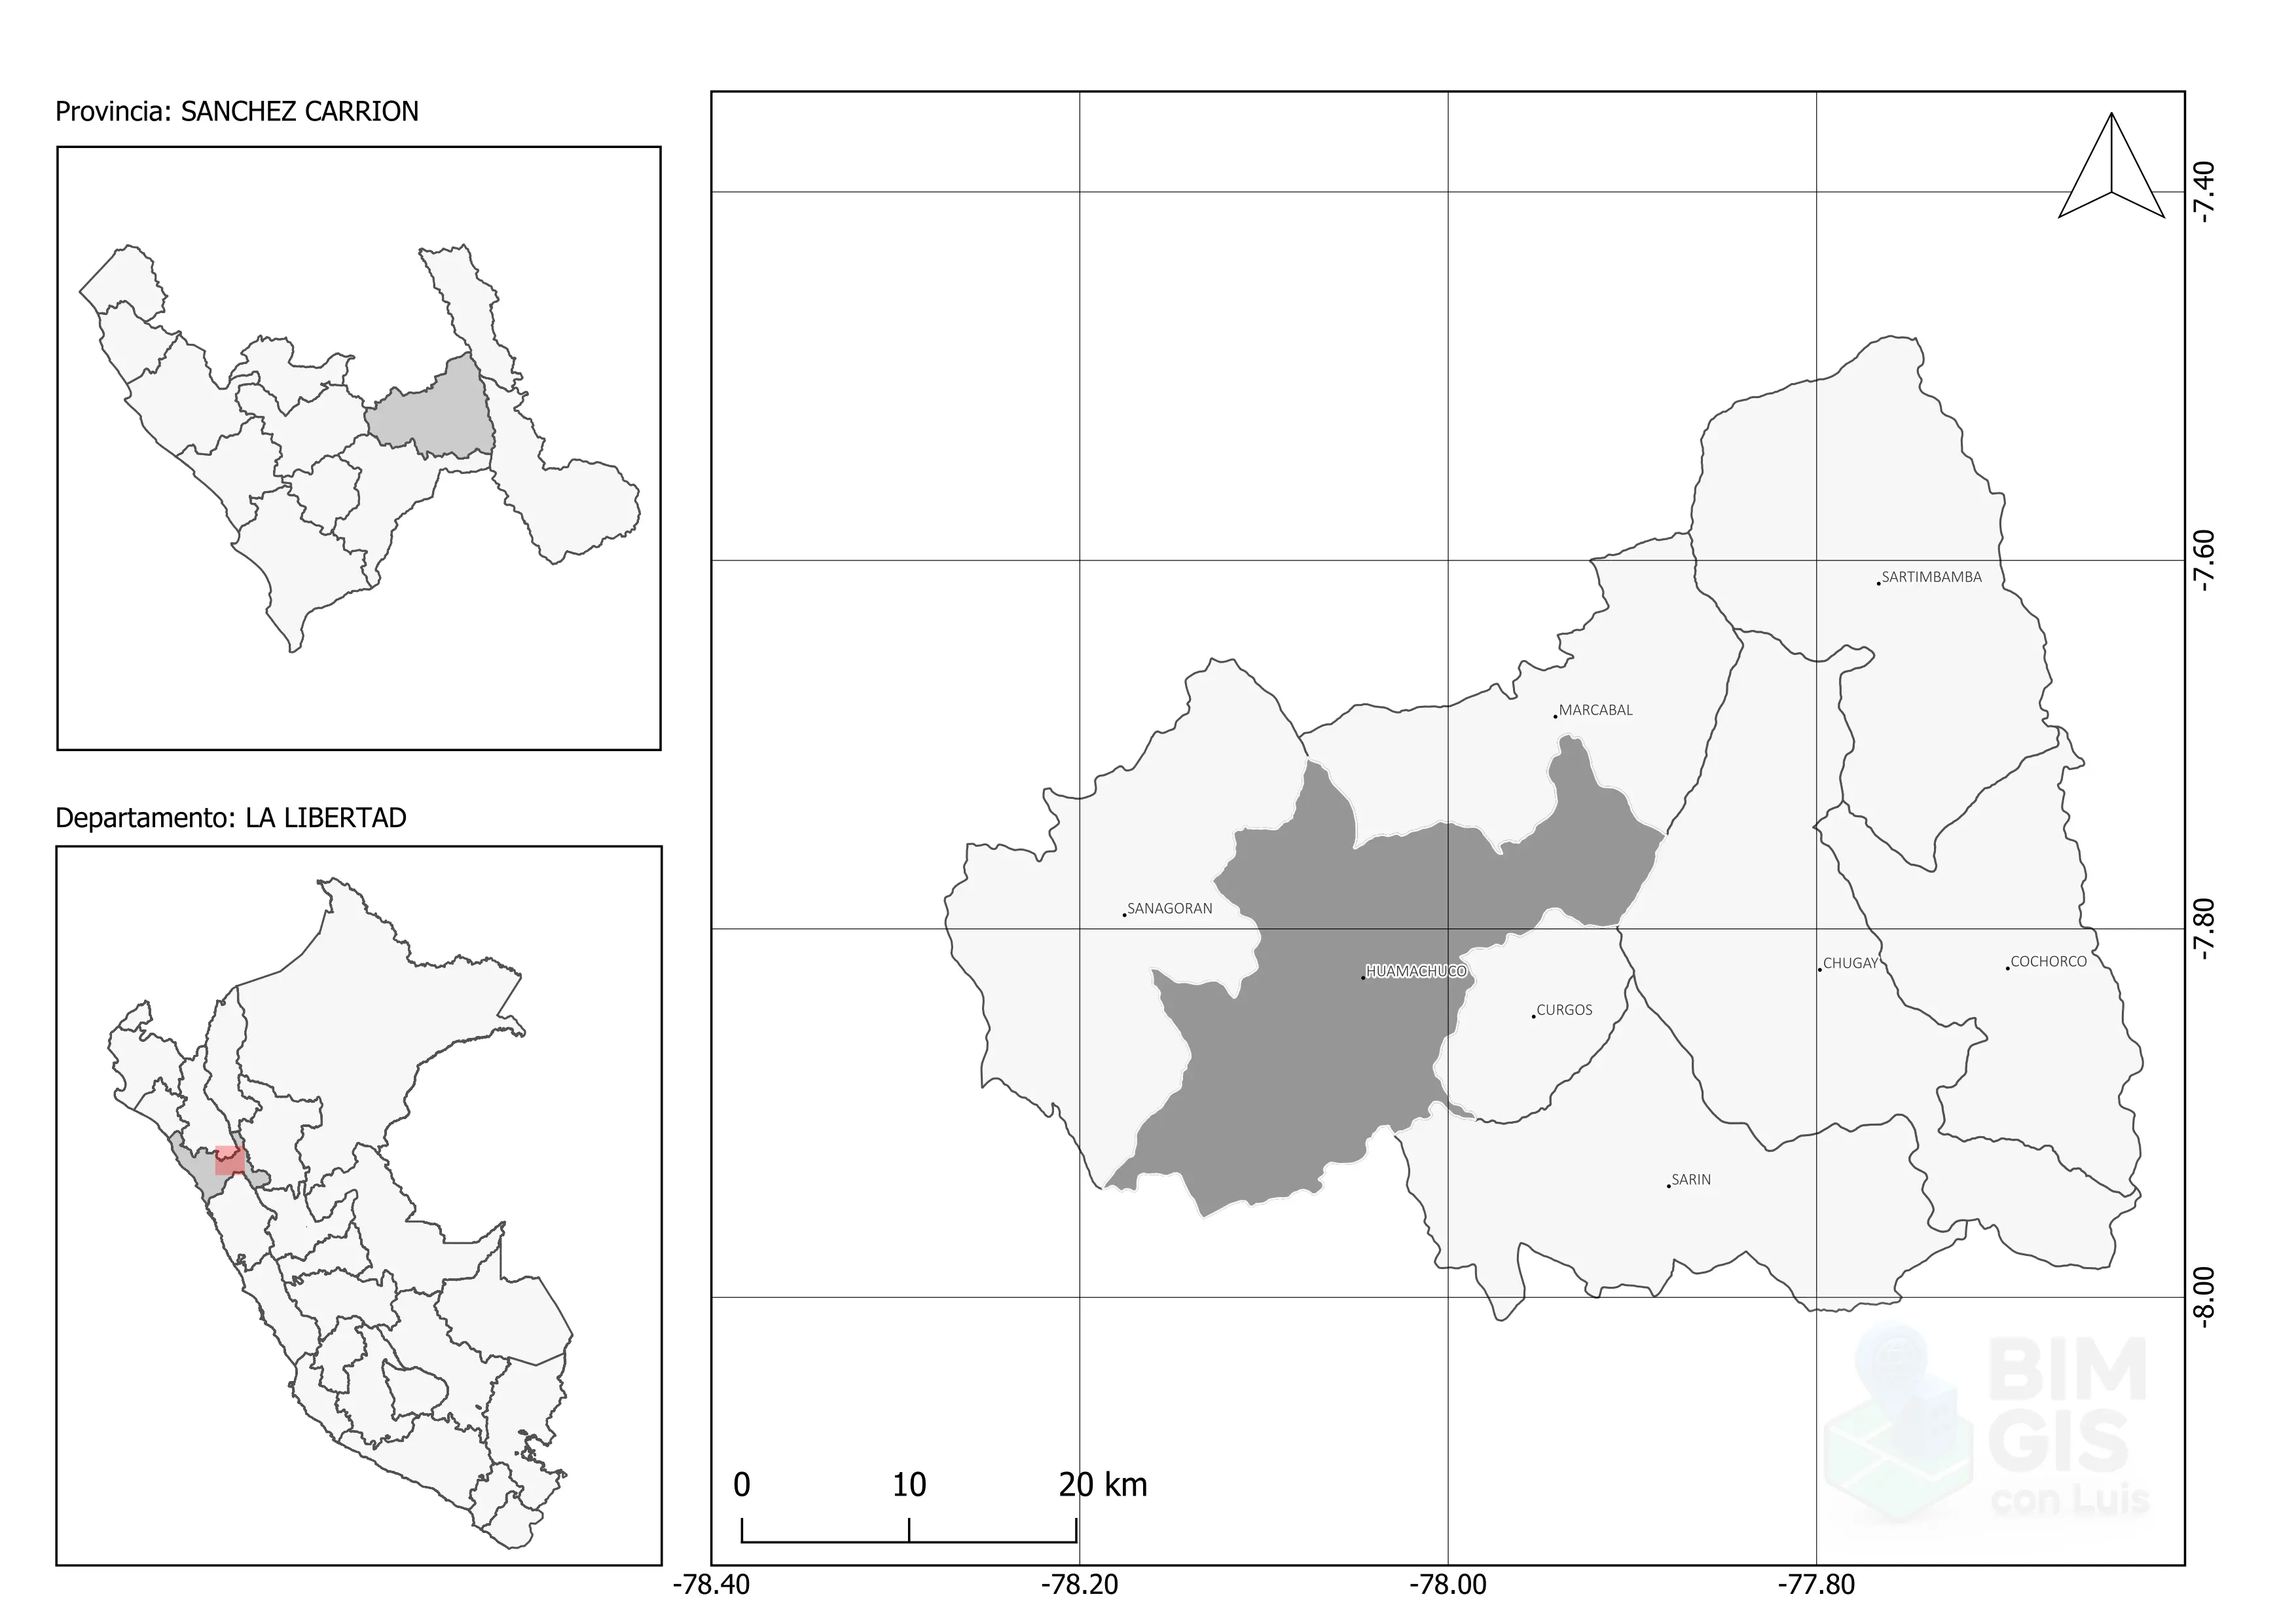 Provincia: SANCHEZ CARRION
Departamento: LA LIBERTAD
-7.40
-7.60
-7.80
-8.00
SARTIMBAMBA
MARCABAL
SANAGORAN
HUAMACHUCO
CHUGAY
COCHORCO
CURGOS
SARIN
BIM
GIS
con Luis
0 10 20 km
-78.40 -78.20 -78.00 -77.80